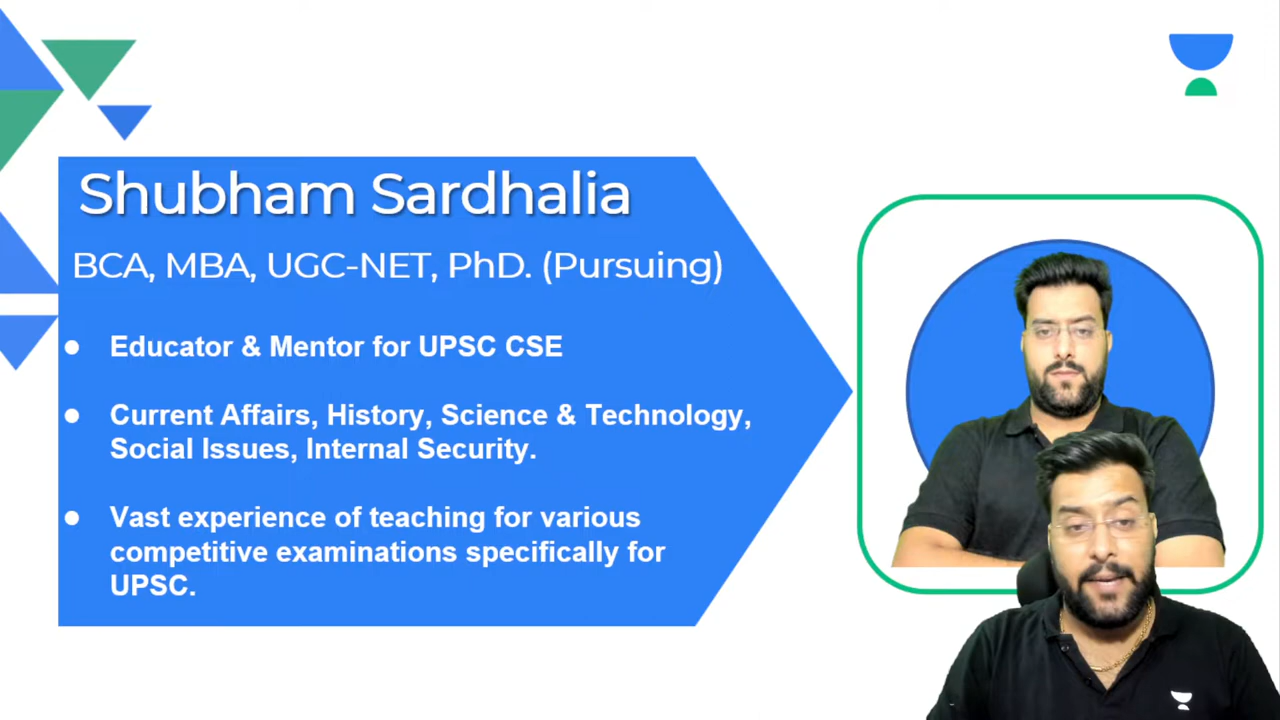 Shubham Sardhalia
BCA, MBA, UGC-NET, PhD. (Pursuing)
● Educator & Mentor for UPSC CSE
● Current Affairs, History, Science & Technology,
Social Issues, Internal Security.
● Vast experience of teaching for various
competitive examinations specifically for
UPSC.